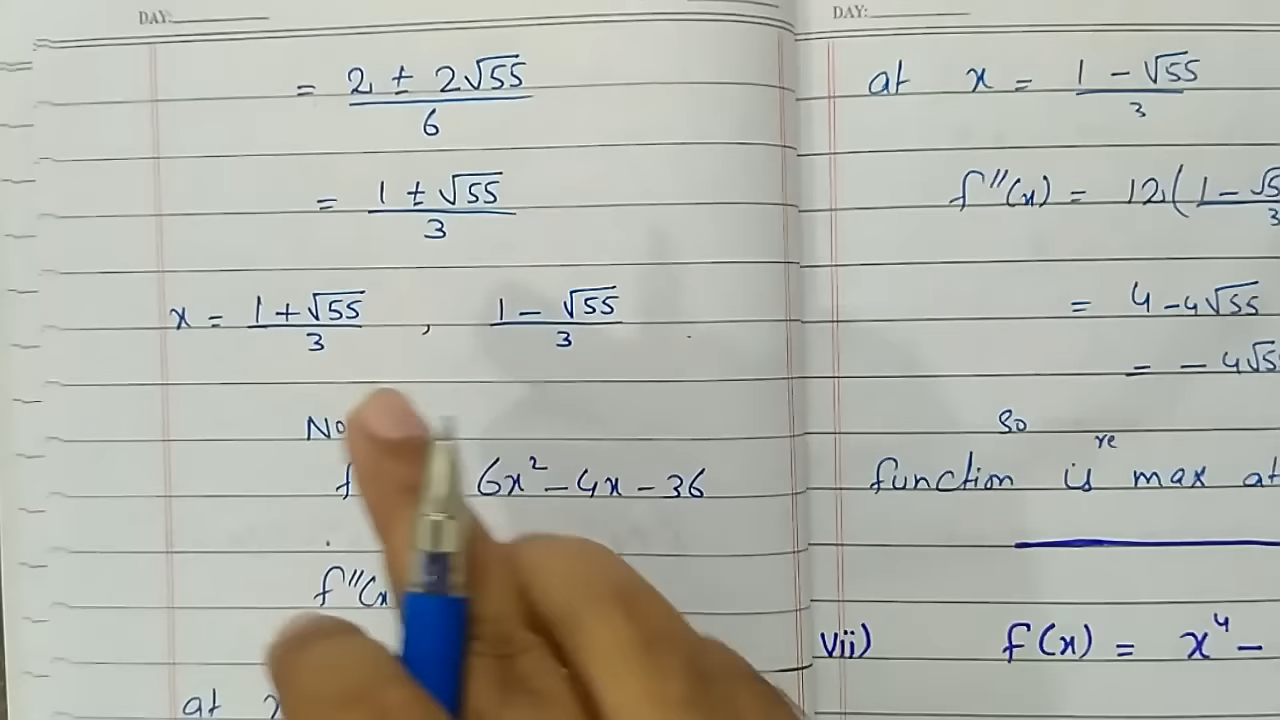 DAY:
= (2 ± 2√55)/6
= (1 ± √55)/3
x = (1 + √55)/3 , (1 - √55)/3
6x² - 4x - 36
f''(x
at
DAY:
at x = (1 - √55)/3
f''(x) = 12(1 -
= 4 - 4√55
= - 4√5
So
re
function is max at
vii) f(x) = x⁴ -